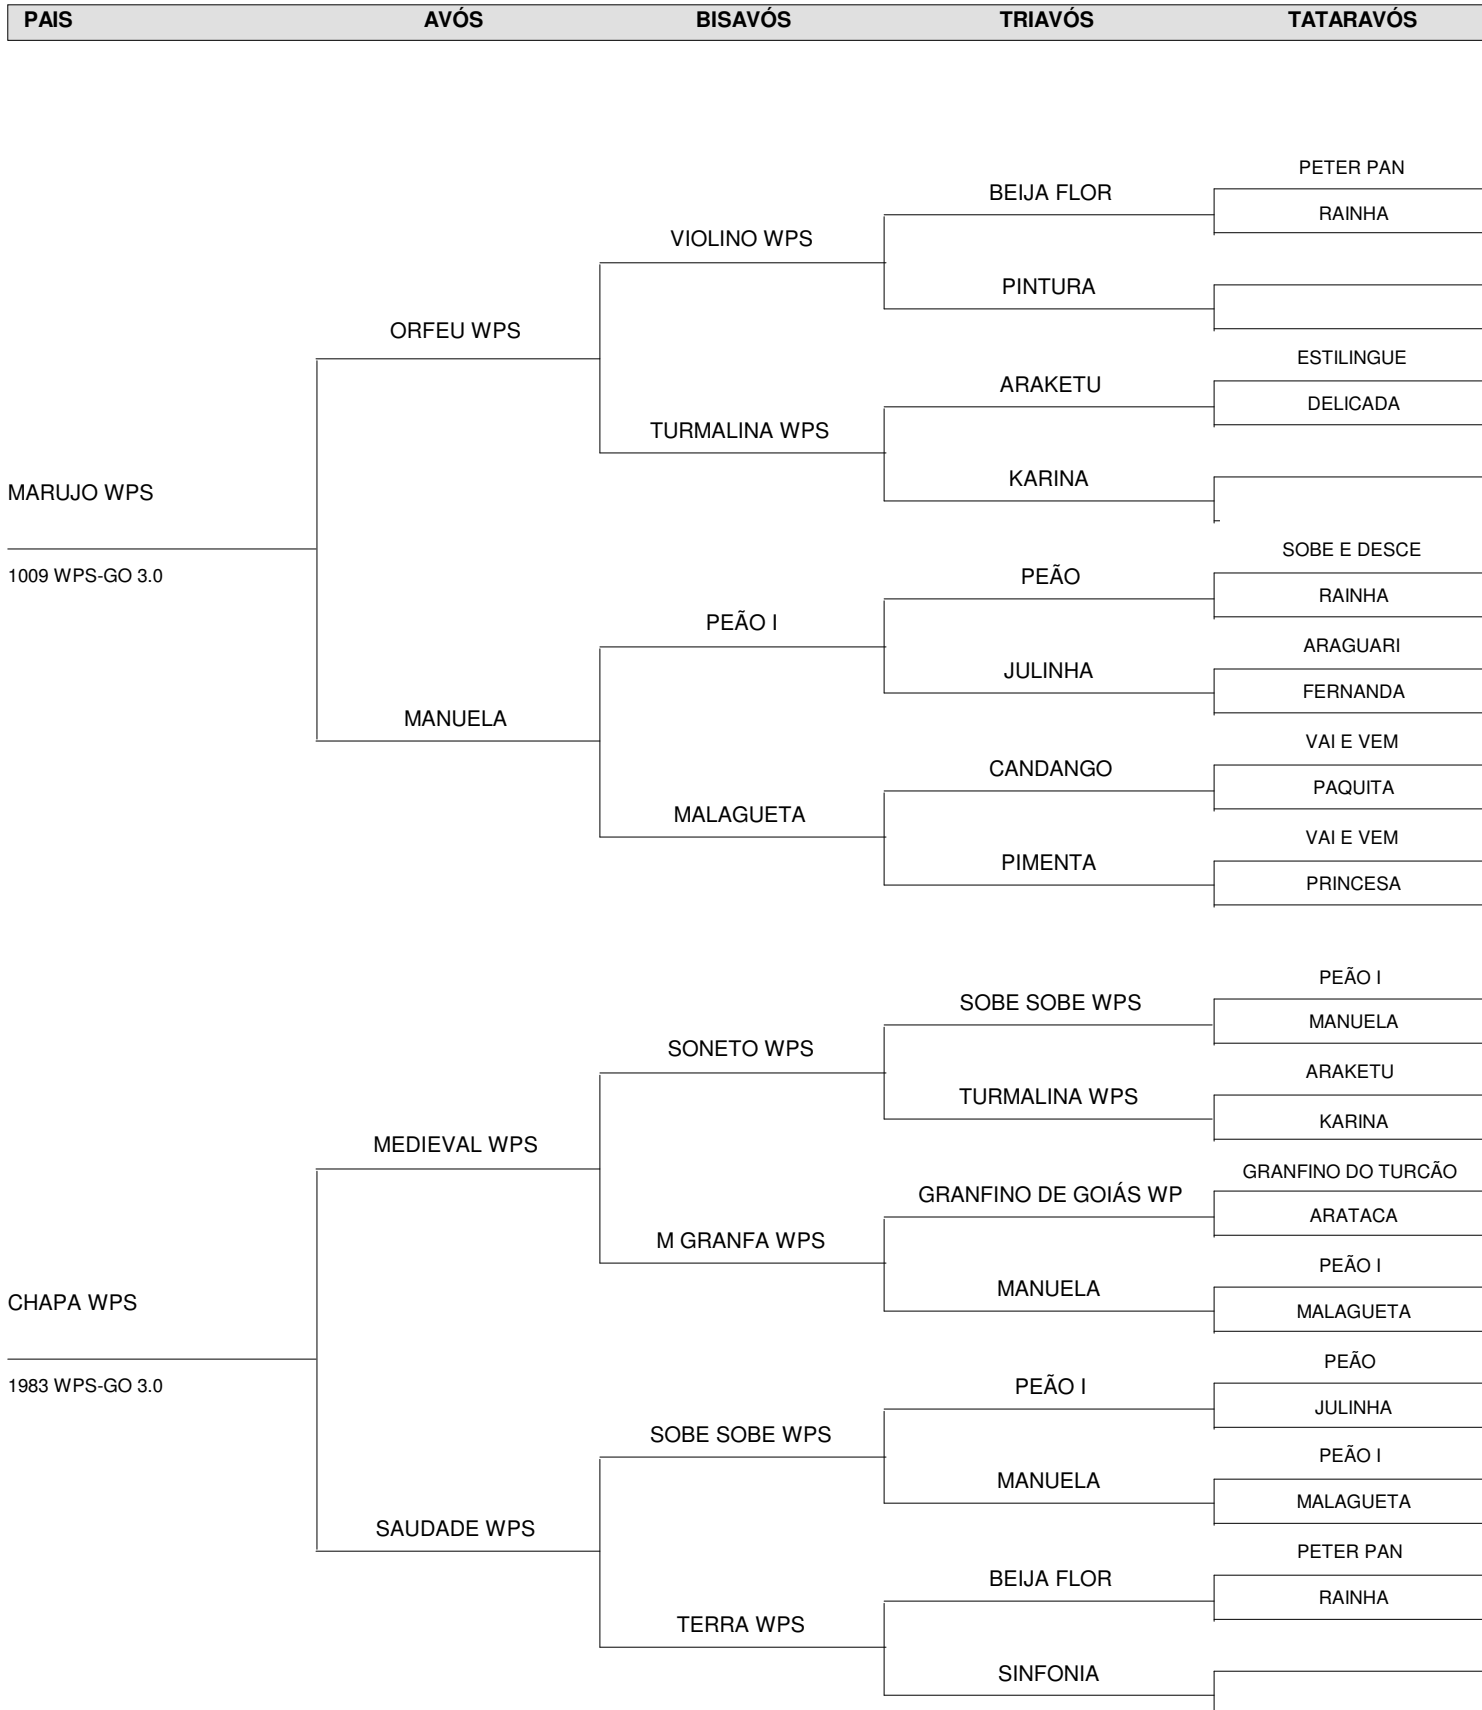 PAIS AVÓS BISAVÓS TRIAVÓS TATARAVÓS
PETER PAN
BEIJA FLOR
RAINHA
VIOLINO WPS
PINTURA
ORFEU WPS
ESTILINGUE
ARAKETU
DELICADA
TURMALINA WPS
KARINA
MARUJO WPS
SOBE E DESCE
1009 WPS-GO 3.0
PEÃO
RAINHA
PEÃO I
ARAGUARI
JULINHA
FERNANDA
MANUELA
VAI E VEM
CANDANGO
PAQUITA
MALAGUETA
VAI E VEM
PIMENTA
PRINCESA
PEÃO I
SOBE SOBE WPS
MANUELA
SONETO WPS
ARAKETU
TURMALINA WPS
KARINA
MEDIEVAL WPS
GRANFINO DO TURCÃO
GRANFINO DE GOIÁS WP
ARATACA
M GRANFA WPS
PEÃO I
MANUELA
CHAPA WPS
MALAGUETA
PEÃO
1983 WPS-GO 3.0
PEÃO I
JULINHA
SOBE SOBE WPS
PEÃO I
MANUELA
MALAGUETA
SAUDADE WPS
PETER PAN
BEIJA FLOR
RAINHA
TERRA WPS
SINFONIA